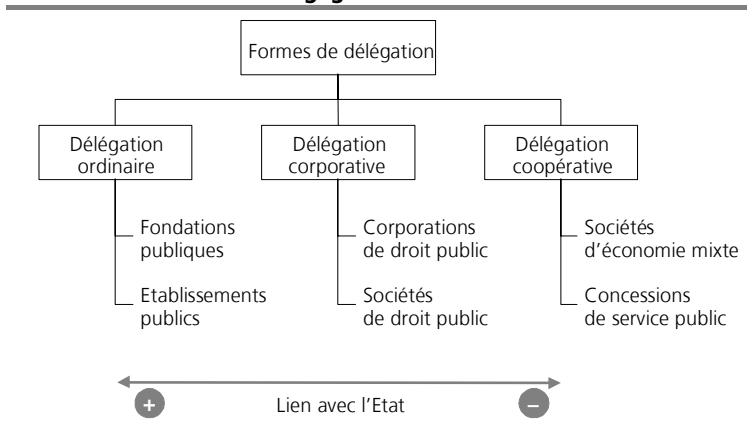 Formes de délégation
Délégation
ordinaire
Délégation
corporative
Délégation
coopérative
Fondations
publiques
Etablissements
publics
Corporations
de droit public
Sociétés
de droit public
Sociétés
d'économie mixte
Concessions
de service public
+
Lien avec l'Etat
–